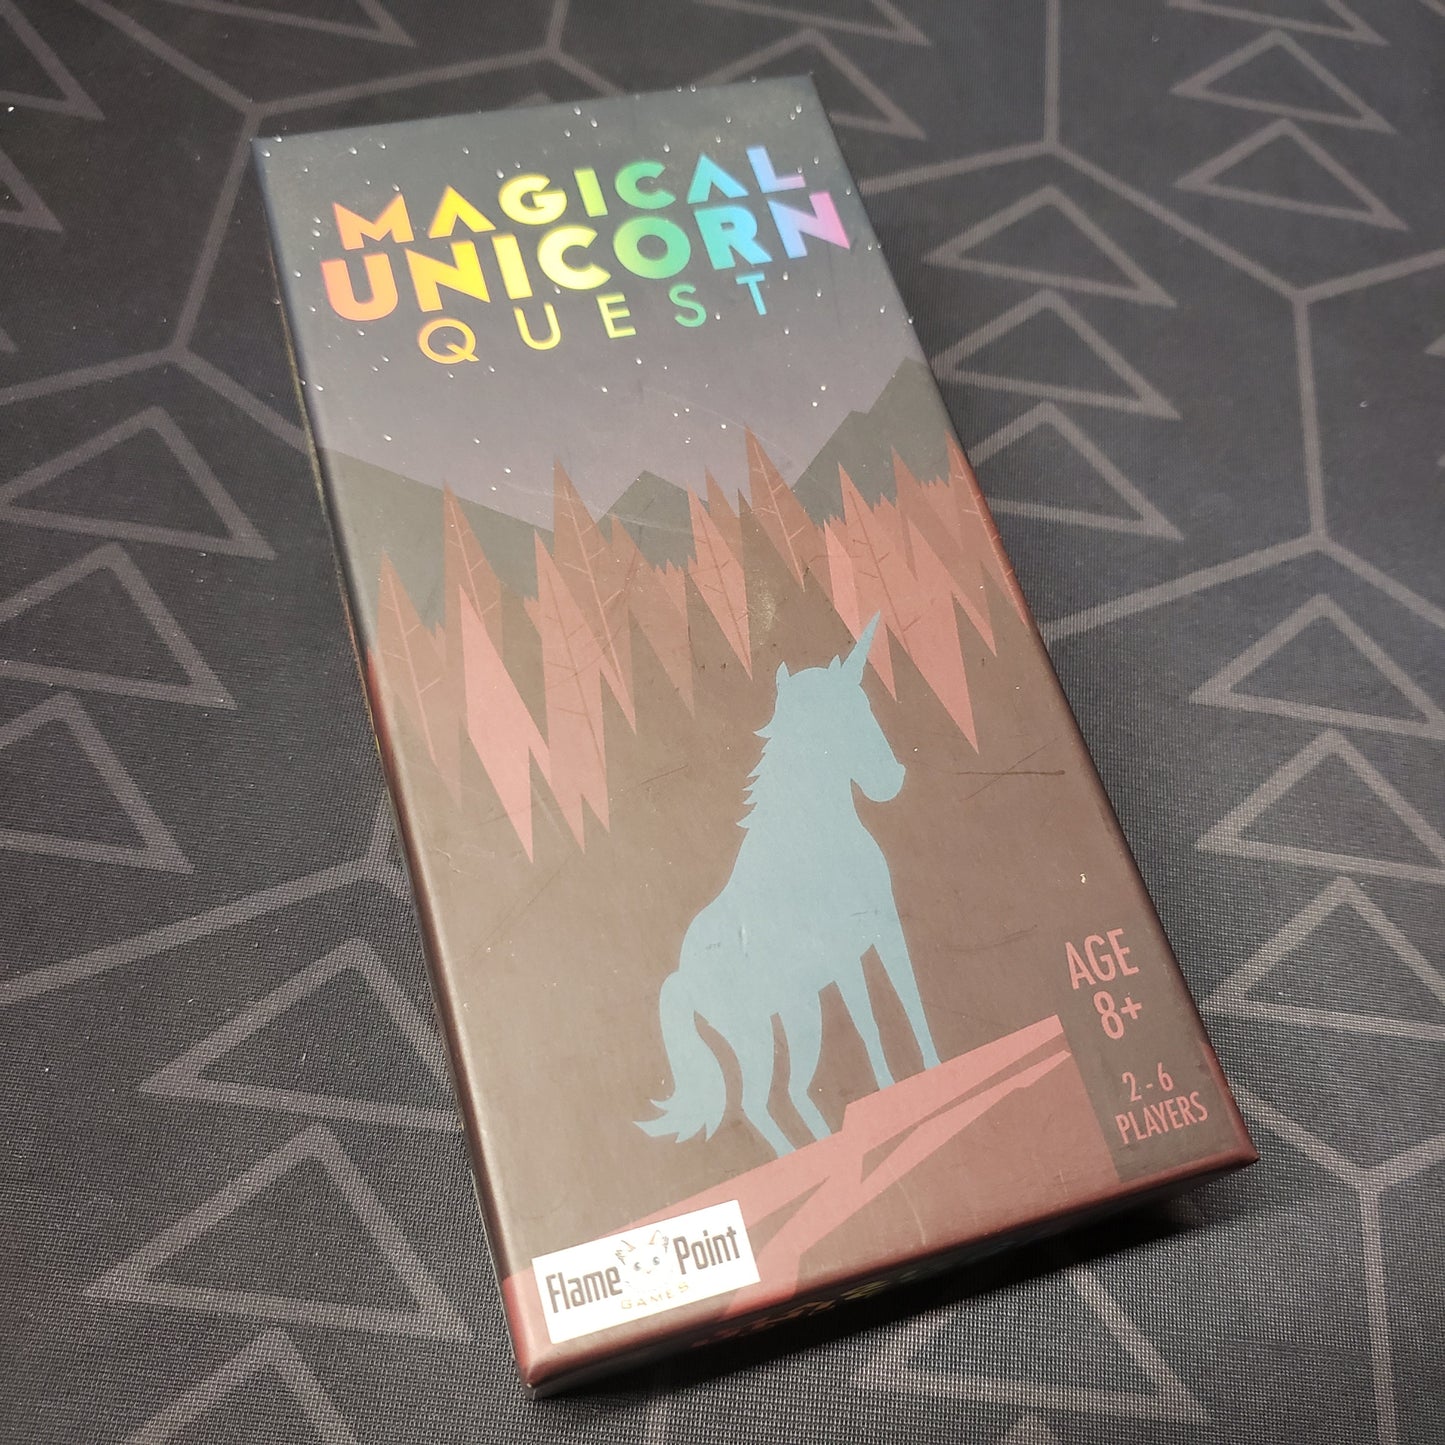 MAGICAL
UNICORN
QUEST
AGE
8+
2-6
PLAYERS
Flame Point
GAMES